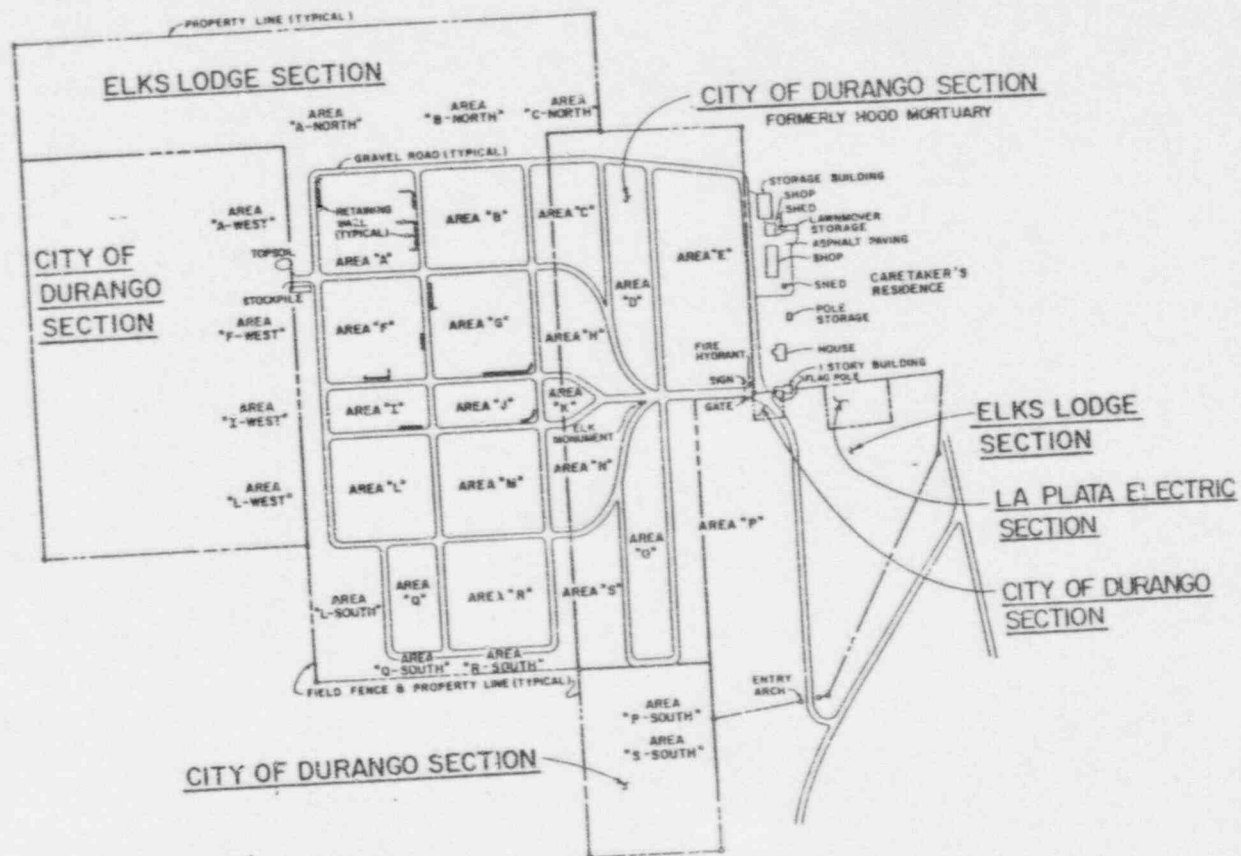 PROPERTY LINE (TYPICAL)
ELKS LODGE SECTION
AREA
"A-NORTH"
AREA
"B-NORTH"
AREA
"C-NORTH"
CITY OF DURANGO SECTION
FORMERLY HOOD MORTUARY
GRAVEL ROAD (TYPICAL)
STORAGE BUILDING
SHOP
SHED
LAWNMOVER
STORAGE
ASPHALT PAVING
SHOP
SHED
CARETAKER'S
RESIDENCE
POLE
STORAGE
HOUSE
1 STORY BUILDING
FLAG POLE
AREA
"A-WEST"
RETAINING
WALL
(TYPICAL)
AREA "A"
AREA "B"
AREA "C"
AREA
"D"
AREA "E"
CITY OF
DURANGO
SECTION
TOPSOIL
STOCKPILE
AREA
"F-WEST"
AREA "F"
AREA "G"
AREA "H"
FIRE
HYDRANT
SIGN
GATE
AREA
"I-WEST"
AREA "I"
AREA "J"
AREA
"K"
ELK
MONUMENT
ELKS LODGE
SECTION
LA PLATA ELECTRIC
SECTION
CITY OF DURANGO
SECTION
AREA
"L-WEST"
AREA "L"
AREA "M"
AREA "N"
AREA
"O"
AREA "P"
AREA
"L-SOUTH"
AREA
"Q"
AREA "R"
AREA "S"
AREA
"Q-SOUTH"
AREA
"R-SOUTH"
FIELD FENCE & PROPERTY LINE (TYPICAL)
ENTRY
ARCH
AREA
"P-SOUTH"
AREA
"S-SOUTH"
CITY OF DURANGO SECTION